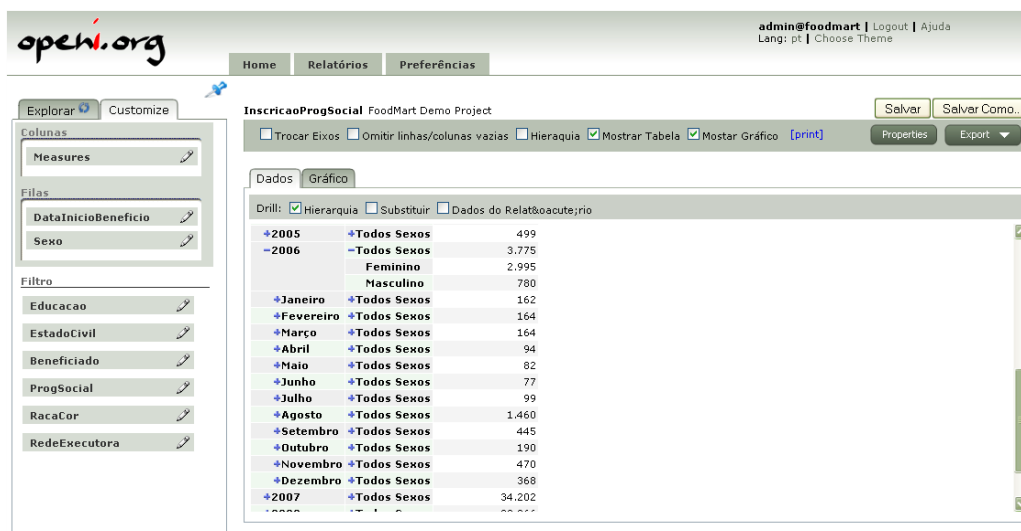 openi.org
admin@foodmart | Logout | Ajuda
Lang: pt | Choose Theme
Home Relatórios Preferências
Explorar Customize
Colunas
Measures
Filas
DataInicioBeneficio
Sexo
Filtro
Educacao
EstadoCivil
Beneficiado
ProgSocial
RacaCor
RedeExecutora
InscricaoProgSocial FoodMart Demo Project
Salvar Salvar Como..
Trocar Eixos Omitir linhas/colunas vazias Hieraquia Mostrar Tabela Mostar Gráfico [print]
Properties Export
Dados Gráfico
Drill: Hierarquia Substituir Dados do Relat&oacute;rio
+2005 +Todos Sexos 499
-2006 -Todos Sexos 3.775
Feminino 2.995
Masculino 780
+Janeiro +Todos Sexos 162
+Fevereiro +Todos Sexos 164
+Março +Todos Sexos 164
+Abril +Todos Sexos 94
+Maio +Todos Sexos 82
+Junho +Todos Sexos 77
+Julho +Todos Sexos 99
+Agosto +Todos Sexos 1.460
+Setembro +Todos Sexos 445
+Outubro +Todos Sexos 190
+Novembro +Todos Sexos 470
+Dezembro +Todos Sexos 368
+2007 +Todos Sexos 34.202